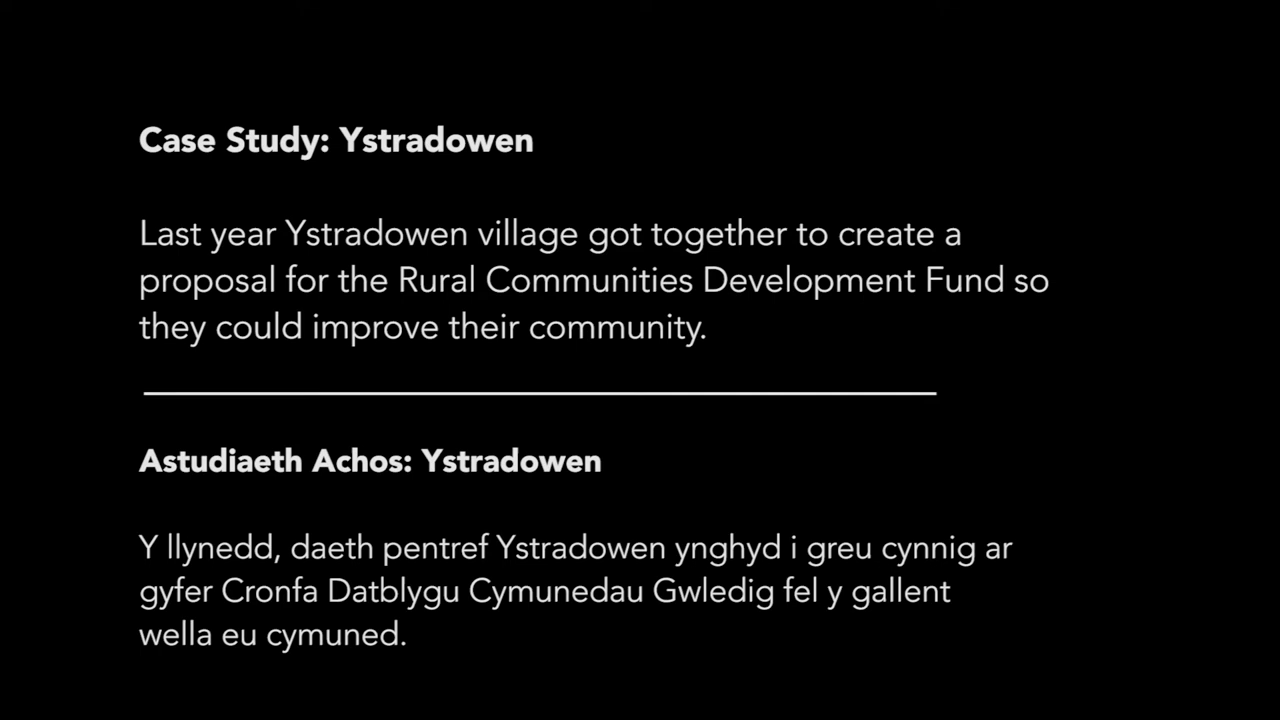 Case Study: Ystradowen
Last year Ystradowen village got together to create a
proposal for the Rural Communities Development Fund so
they could improve their community.
Astudiaeth Achos: Ystradowen
Y llynedd, daeth pentref Ystradowen ynghyd i greu cynnig ar
gyfer Cronfa Datblygu Cymunedau Gwledig fel y gallent
wella eu cymuned.